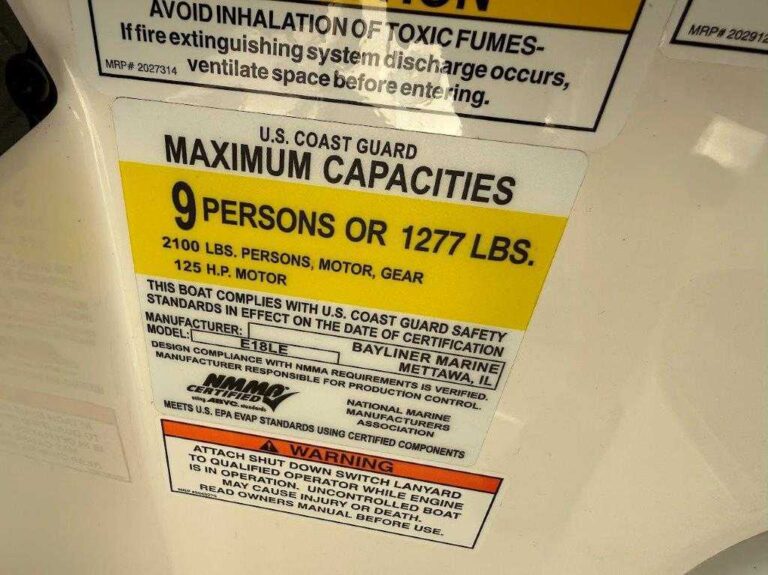 ION
AVOID INHALATION OF TOXIC FUMES-
If fire extinguishing system discharge occurs,
MRP# 2027314 ventilate space before entering.
MRP# 202912
U.S. COAST GUARD
MAXIMUM CAPACITIES
9 PERSONS OR 1277 LBS.
2100 LBS. PERSONS, MOTOR, GEAR
125 H.P. MOTOR
THIS BOAT COMPLIES WITH U.S. COAST GUARD SAFETY
STANDARDS IN EFFECT ON THE DATE OF CERTIFICATION
MANUFACTURER: BAYLINER MARINE
METTAWA, IL
MODEL: E18LE
DESIGN COMPLIANCE WITH NMMA REQUIREMENTS IS VERIFIED.
MANUFACTURER RESPONSIBLE FOR PRODUCTION CONTROL.
NMMA
CERTIFIED
using ABYC standards
NATIONAL MARINE
MANUFACTURERS
ASSOCIATION
MEETS U.S. EPA EVAP STANDARDS USING CERTIFIED COMPONENTS
WARNING
ATTACH SHUT DOWN SWITCH LANYARD
TO QUALIFIED OPERATOR WHILE ENGINE
IS IN OPERATION. UNCONTROLLED BOAT
MAY CAUSE INJURY OR DEATH.
READ OWNERS MANUAL BEFORE USE.